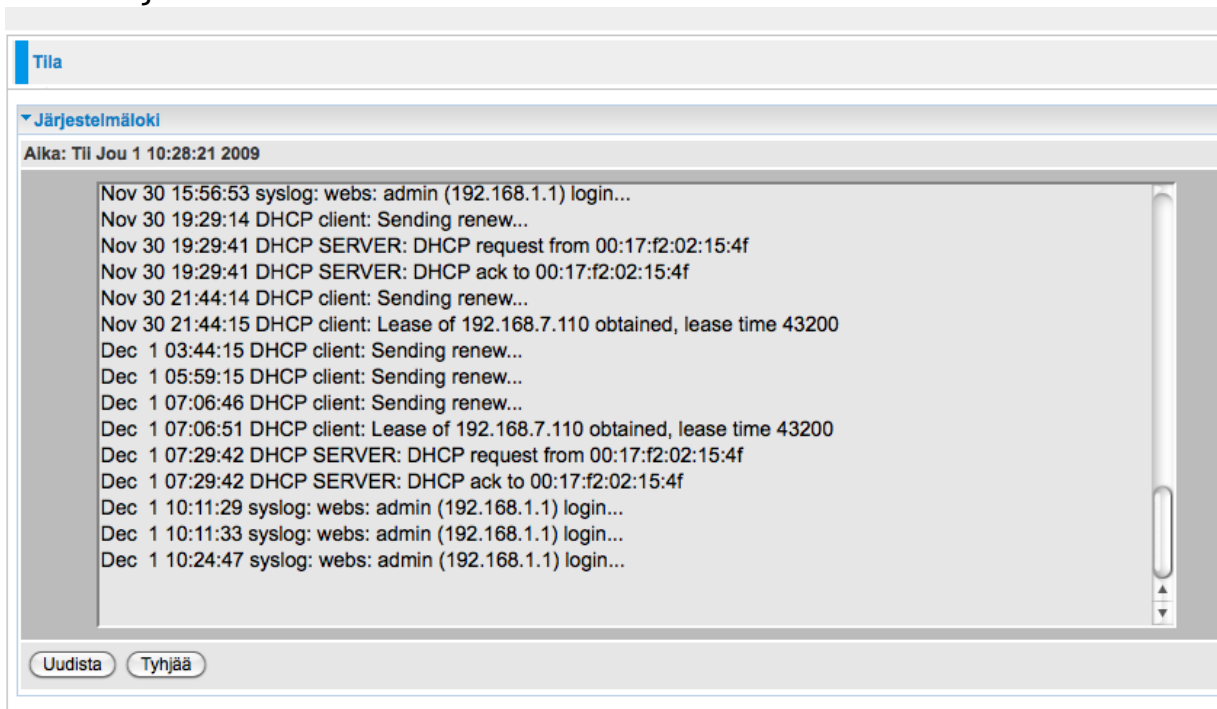 Tila
Järjestelmäloki
Aika: Tii Jou 1 10:28:21 2009
Nov 30 15:56:53 syslog: webs: admin (192.168.1.1) login...
Nov 30 19:29:14 DHCP client: Sending renew...
Nov 30 19:29:41 DHCP SERVER: DHCP request from 00:17:f2:02:15:4f
Nov 30 19:29:41 DHCP SERVER: DHCP ack to 00:17:f2:02:15:4f
Nov 30 21:44:14 DHCP client: Sending renew...
Nov 30 21:44:15 DHCP client: Lease of 192.168.7.110 obtained, lease time 43200
Dec  1 03:44:15 DHCP client: Sending renew...
Dec  1 05:59:15 DHCP client: Sending renew...
Dec  1 07:06:46 DHCP client: Sending renew...
Dec  1 07:06:51 DHCP client: Lease of 192.168.7.110 obtained, lease time 43200
Dec  1 07:29:42 DHCP SERVER: DHCP request from 00:17:f2:02:15:4f
Dec  1 07:29:42 DHCP SERVER: DHCP ack to 00:17:f2:02:15:4f
Dec  1 10:11:29 syslog: webs: admin (192.168.1.1) login...
Dec  1 10:11:33 syslog: webs: admin (192.168.1.1) login...
Dec  1 10:24:47 syslog: webs: admin (192.168.1.1) login...
Uudista Tyhjää